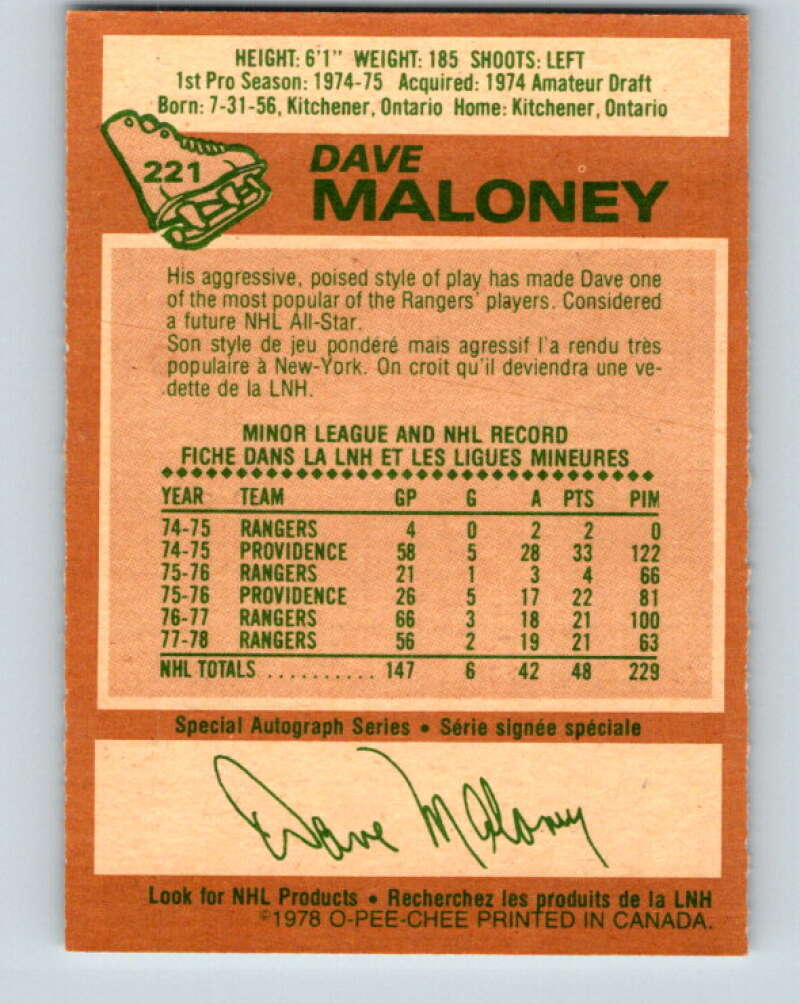 HEIGHT: 6'1" WEIGHT: 185 SHOOTS: LEFT
1st Pro Season: 1974-75 Acquired: 1974 Amateur Draft
Born: 7-31-56, Kitchener, Ontario Home: Kitchener, Ontario
221
DAVE
MALONEY
His aggressive, poised style of play has made Dave one
of the most popular of the Rangers' players. Considered
a future NHL All-Star.
Son style de jeu pondéré mais agressif l'a rendu très
populaire à New-York. On croit qu'il deviendra une ve-
dette de la LNH.
MINOR LEAGUE AND NHL RECORD
FICHE DANS LA LNH ET LES LIGUES MINEURES
YEAR TEAM GP G A PTS PIM
74-75 RANGERS 4 0 2 2 0
74-75 PROVIDENCE 58 5 28 33 122
75-76 RANGERS 21 1 3 4 66
75-76 PROVIDENCE 26 5 17 22 81
76-77 RANGERS 66 3 18 21 100
77-78 RANGERS 56 2 19 21 63
NHL TOTALS .......... 147 6 42 48 229
Special Autograph Series • Série signée spéciale
Dave Maloney
Look for NHL Products • Recherchez les produits de la LNH
©1978 O-PEE-CHEE PRINTED IN CANADA.